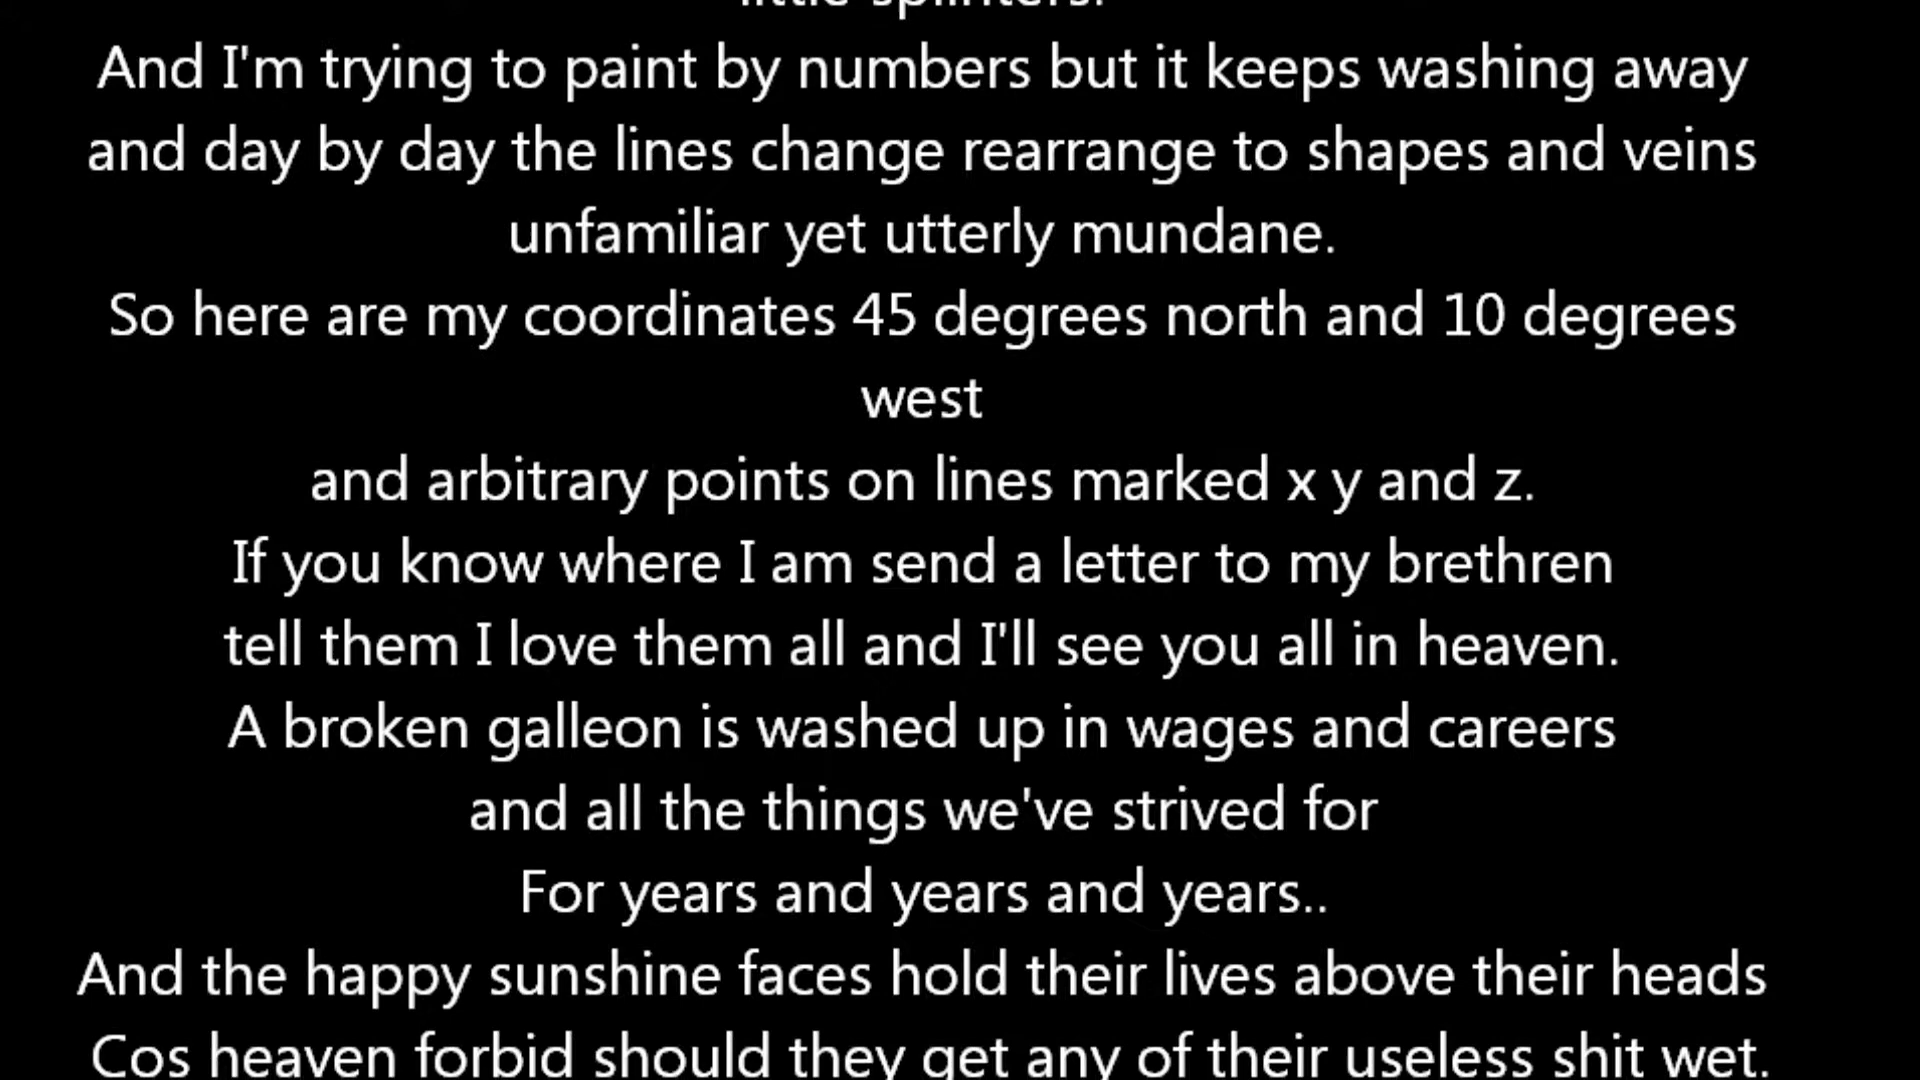 little splinters.
And I'm trying to paint by numbers but it keeps washing away
and day by day the lines change rearrange to shapes and veins
unfamiliar yet utterly mundane.
So here are my coordinates 45 degrees north and 10 degrees
west
and arbitrary points on lines marked x y and z.
If you know where I am send a letter to my brethren
tell them I love them all and I'll see you all in heaven.
A broken galleon is washed up in wages and careers
and all the things we've strived for
For years and years and years..
And the happy sunshine faces hold their lives above their heads
Cos heaven forbid should they get any of their useless shit wet.